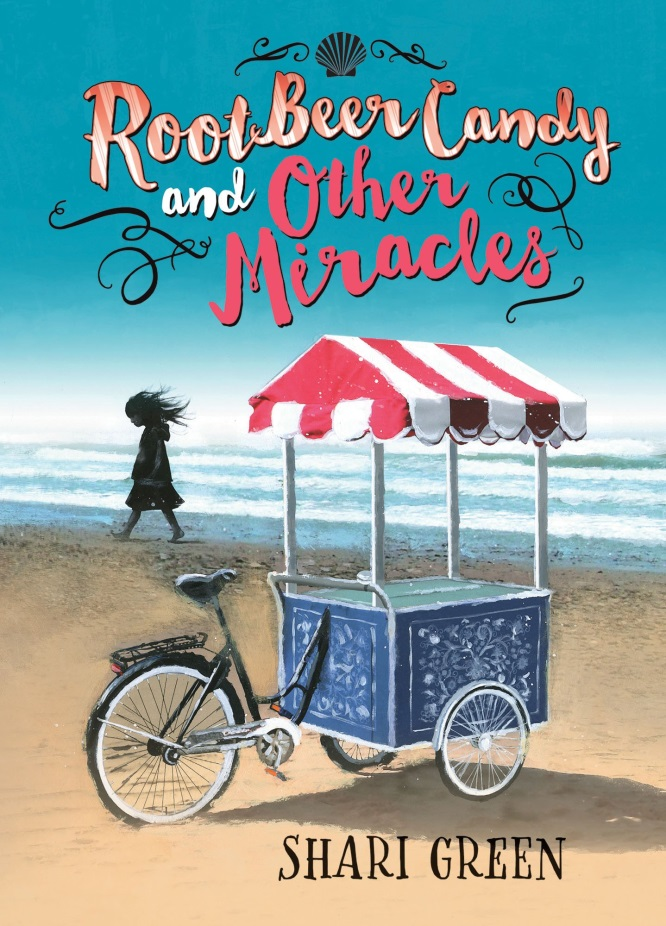 Root Beer Candy
and Other
Miracles
SHARI GREEN